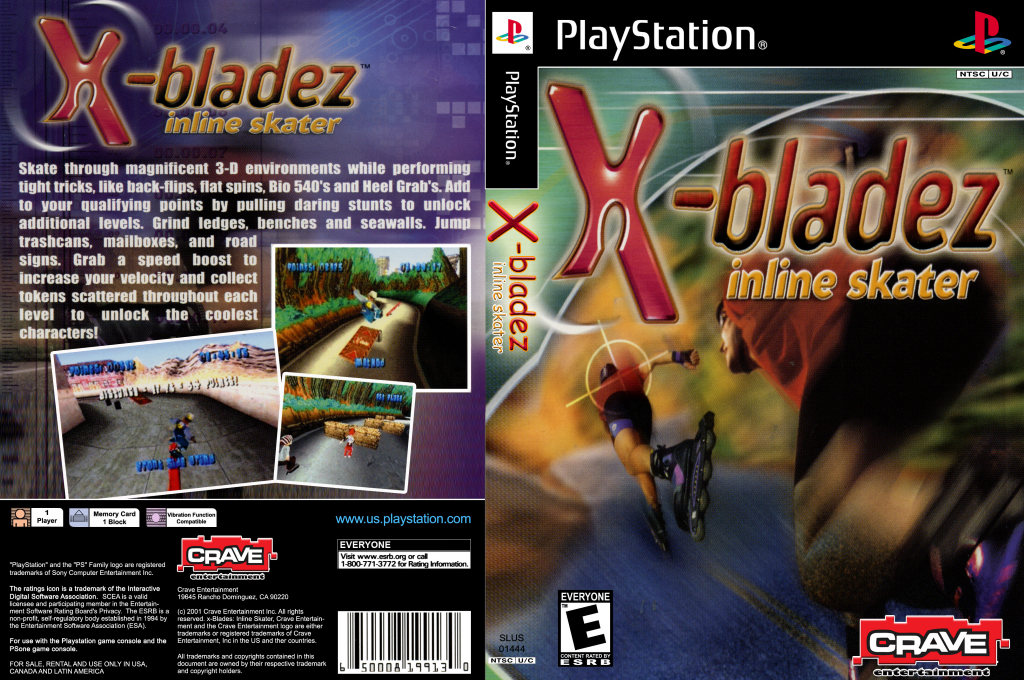 X-bladez™
inline skater
Skate through magnificent 3-D environments while performing
tight tricks, like back-flips, flat spins, Bio 540's and Heel Grab's. Add
to your qualifying points by pulling daring stunts to unlock
additional levels. Grind ledges, benches and seawalls. Jump
trashcans, mailboxes, and road
signs. Grab a speed boost to
increase your velocity and collect
tokens scattered throughout each
level to unlock the coolest
characters!
1
Player
Memory Card
1 Block
Vibration Function
Compatible
www.us.playstation.com
"PlayStation" and the "PS" Family logo are registered
trademarks of Sony Computer Entertainment Inc.
The ratings icon is a trademark of the Interactive
Digital Software Association. SCEA is a valid
licensee and participating member in the Entertain-
ment Software Rating Board's Privacy. The ESRB is a
non-profit, self-regulatory body established in 1994 by
the Entertainment Software Association (ESA).
For use with the Playstation game console and the
PSone game console.
FOR SALE, RENTAL AND USE ONLY IN USA,
CANADA AND LATIN AMERICA
CRAVE
entertainment
Crave Entertainment
19645 Rancho Dominguez, CA 90220
(c) 2001 Crave Entertainment Inc. All rights
reserved. x-Blades: Inline Skater, Crave Entertain-
ment and the Crave Entertainment logo are either
trademarks or registered trademarks of Crave
Entertainment, Inc in the US and ther countries.
All trademarks and copyrights contained in this
document are owned by their respective trademark
and copyright holders.
EVERYONE
Visit www.esrb.org or call
1-800-771-3772 for Rating Information.
6 50008 19913 0
PlayStation®
X-bladez
inline skater
SLUS
01444
NTSC U/C
PlayStation®
NTSC U/C
X-bladez™
inline skater
EVERYONE
E
CONTENT RATED BY
ESRB
CRAVE
entertainment